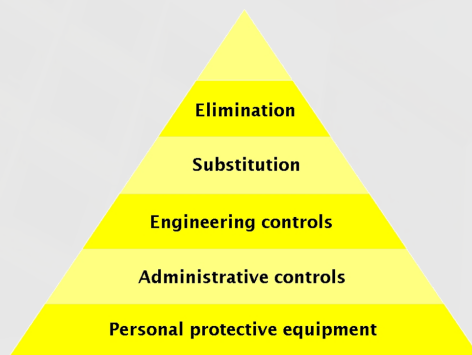 Elimination
Substitution
Engineering controls
Administrative controls
Personal protective equipment